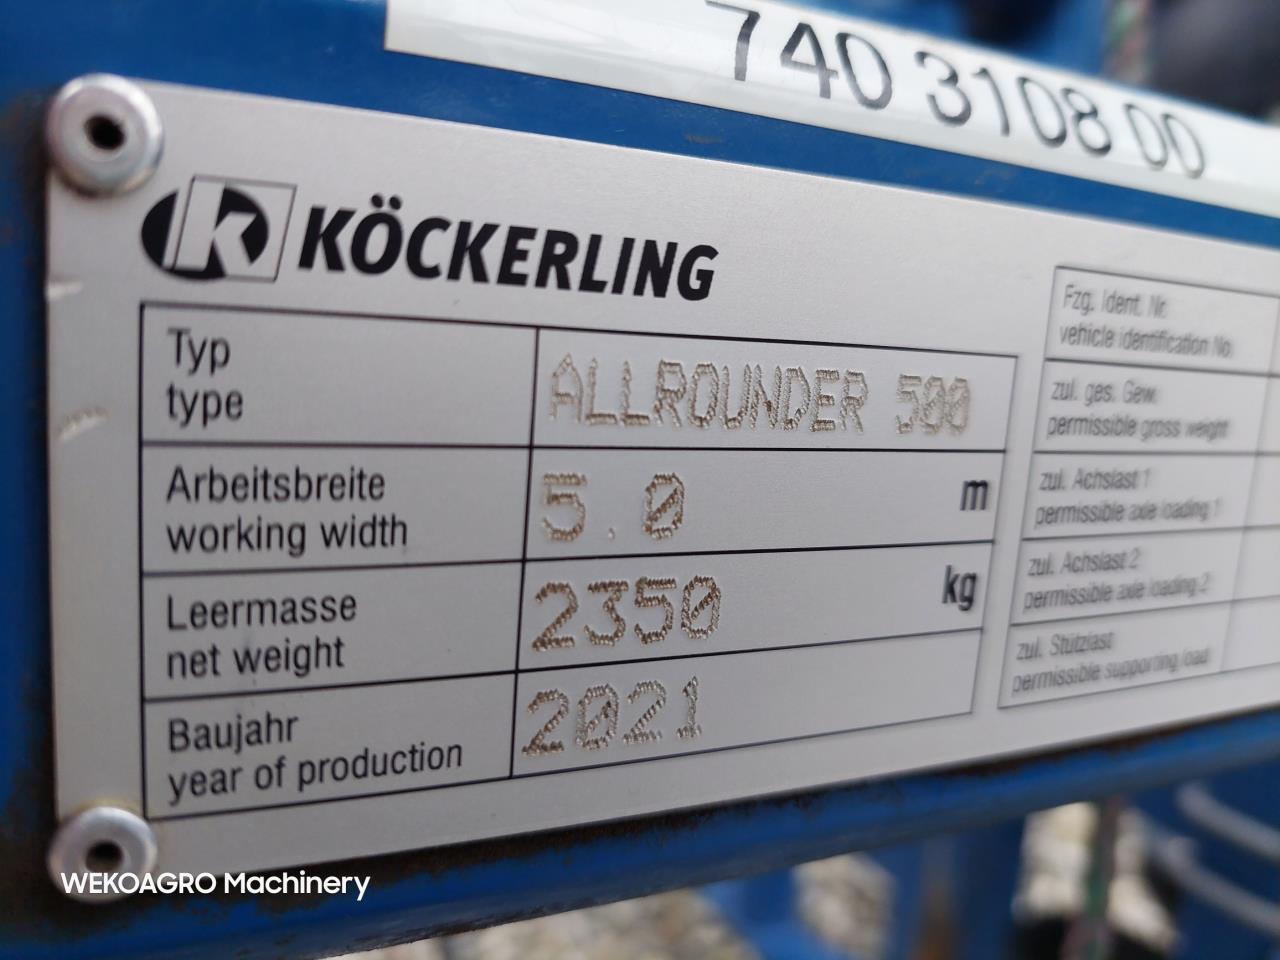 740 3108 00
K KÖCKERLING
Typ
type
ALLROUNDER 500
Arbeitsbreite
working width
5.0 m
Leermasse
net weight
2350 kg
Baujahr
year of production
2021
Fzg. Ident. Nr.
vehicle identification No.
zul. ges. Gew.
permissible gross weight
zul. Achslast 1
permissible axle loading 1
zul. Achslast 2
permissible axle loading 2
zul. Stützlast
permissible supporting load
WEKOAGRO Machinery